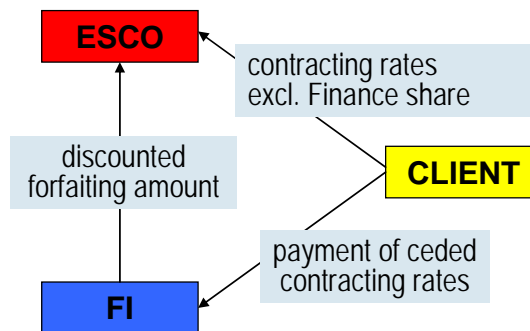 ESCO
contracting rates
excl. Finance share
discounted
forfaiting amount
CLIENT
payment of ceded
contracting rates
FI